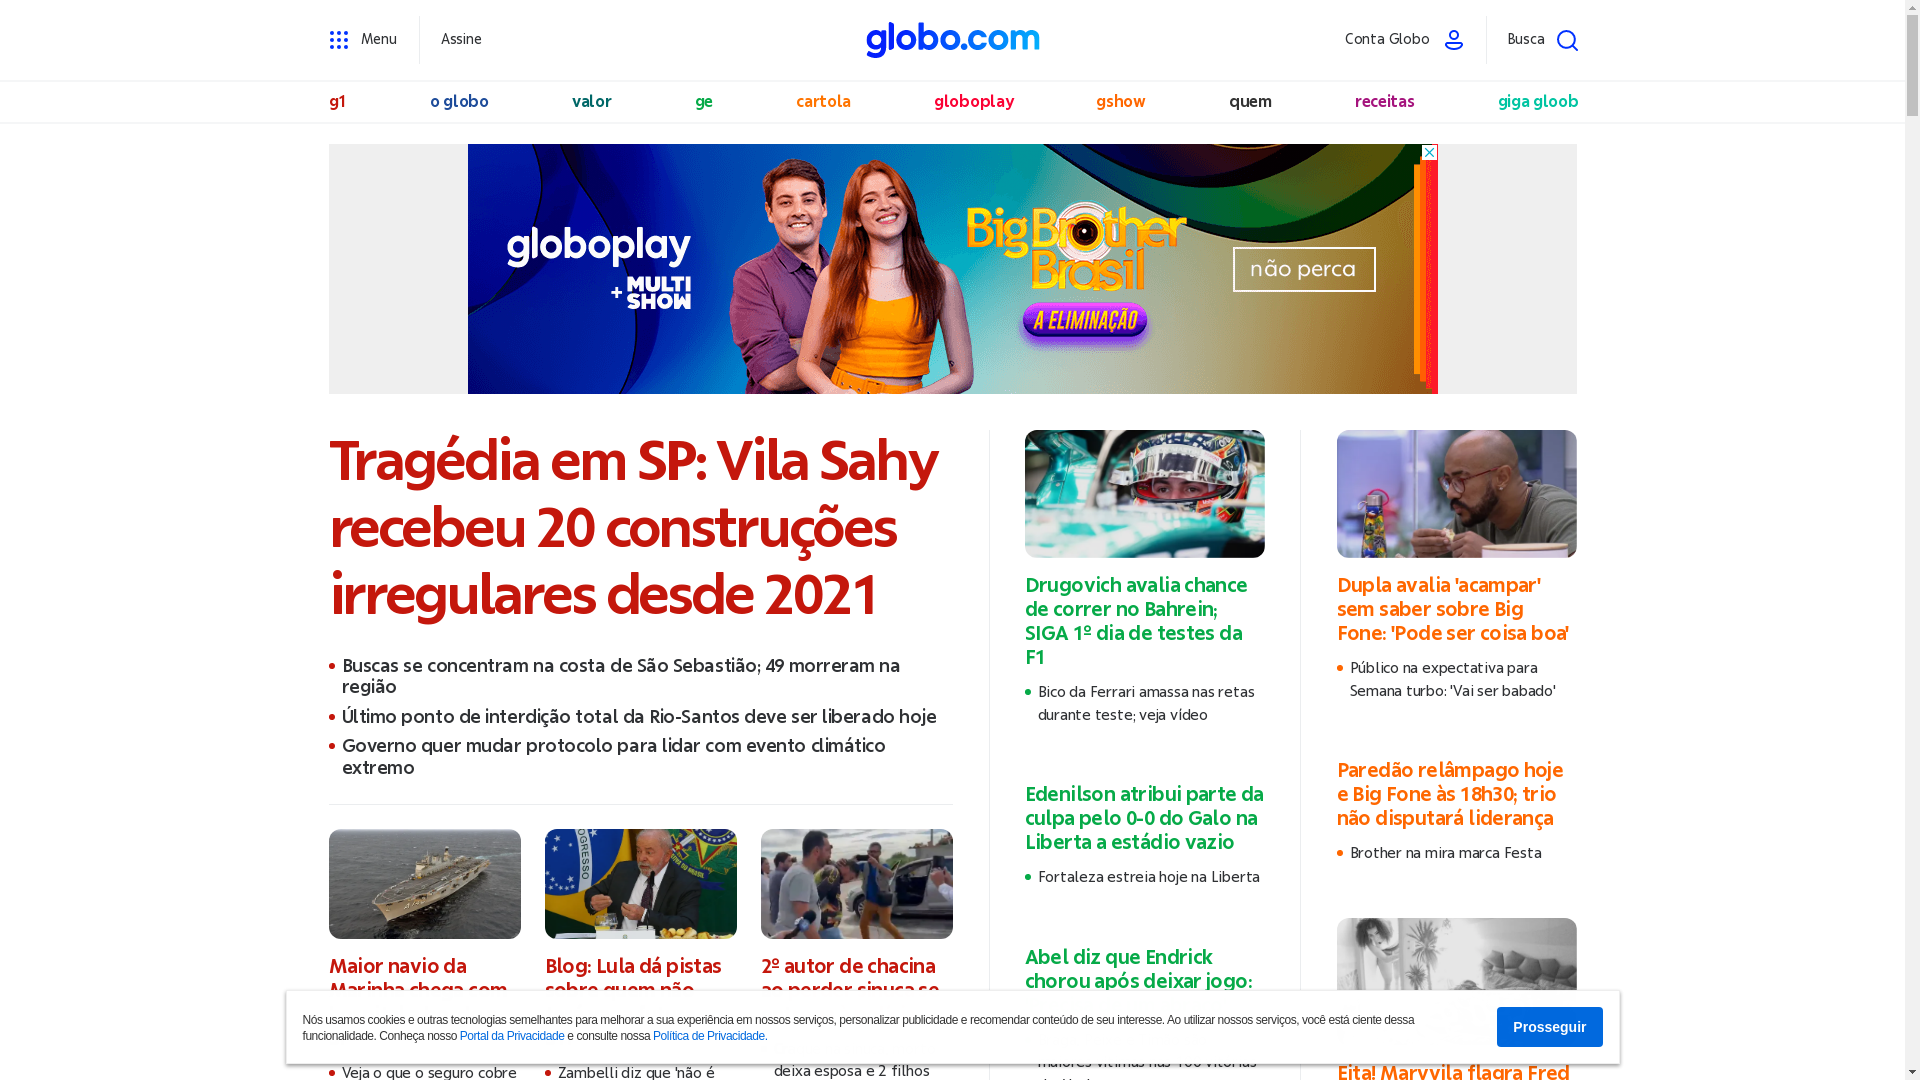 Menu
Assine
globo.com
Conta Globo
Busca
g1
o globo
valor
ge
cartola
globoplay
gshow
quem
receitas
giga gloob
globoplay
+ MULTI
SHOW
Big Brother
Brasil
A ELIMINAÇÃO
não perca
Tragédia em SP: Vila Sahy
recebeu 20 construções
irregulares desde 2021
Buscas se concentram na costa de São Sebastião; 49 morreram na
região
Último ponto de interdição total da Rio-Santos deve ser liberado hoje
Governo quer mudar protocolo para lidar com evento climático
extremo
Maior navio da
Marinha chega com
Veja o que o seguro cobre
Blog: Lula dá pistas
sobre quem não
Zambelli diz que 'não é
2º autor de chacina
ao perder sinuca se
deixa esposa e 2 filhos
Drugovich avalia chance
de correr no Bahrein;
SIGA 1º dia de testes da
F1
Bico da Ferrari amassa nas retas
durante teste; veja vídeo
Edenilson atribui parte da
culpa pelo 0-0 do Galo na
Liberta a estádio vazio
Fortaleza estreia hoje na Liberta
Abel diz que Endrick
chorou após deixar jogo:
Dupla avalia 'acampar'
sem saber sobre Big
Fone: 'Pode ser coisa boa'
Público na expectativa para
Semana turbo: 'Vai ser babado'
Paredão relâmpago hoje
e Big Fone às 18h30; trio
não disputará liderança
Brother na mira marca Festa
Eita! Marvvila flagra Fred
Nós usamos cookies e outras tecnologias semelhantes para melhorar a sua experiência em nossos serviços, personalizar publicidade e recomendar conteúdo de seu interesse. Ao utilizar nossos serviços, você está ciente dessa
funcionalidade. Conheça nosso Portal da Privacidade e consulte nossa Política de Privacidade.
Prosseguir